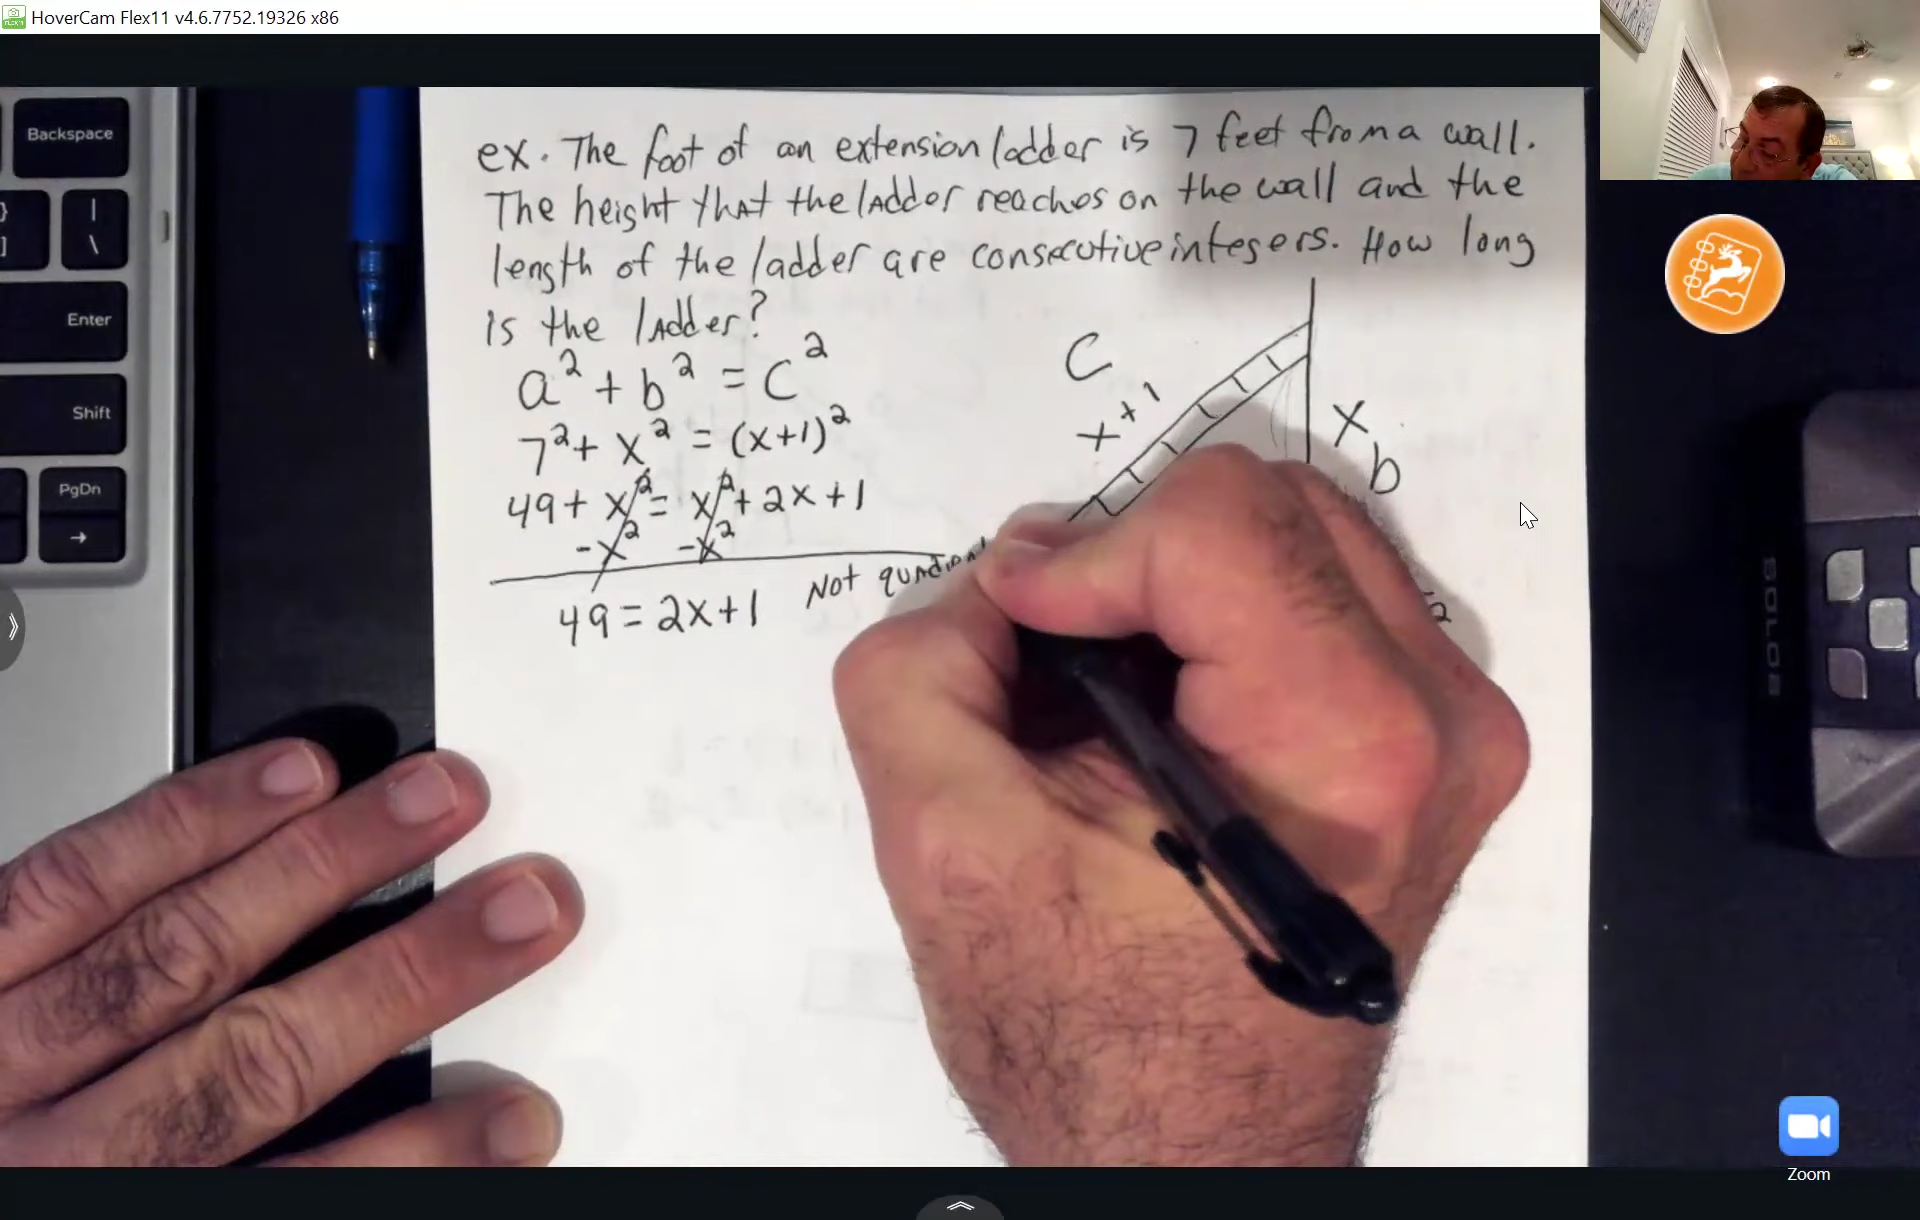 HoverCam Flex11 v4.6.7752.19326 x86
Backspace
}
]
|
\
Enter
Shift
PgDn
→
ex. The foot of an extension ladder is 7 feet from a wall.
The height that the ladder reaches on the wall and the
length of the ladder are consecutive integers. How long
is the ladder?
a² + b² = c²
7² + x² = (x+1)²
49 + x² = x² + 2x + 1
-x² -x²
49 = 2x+1 Not
C
x+1
x
b
Zoom